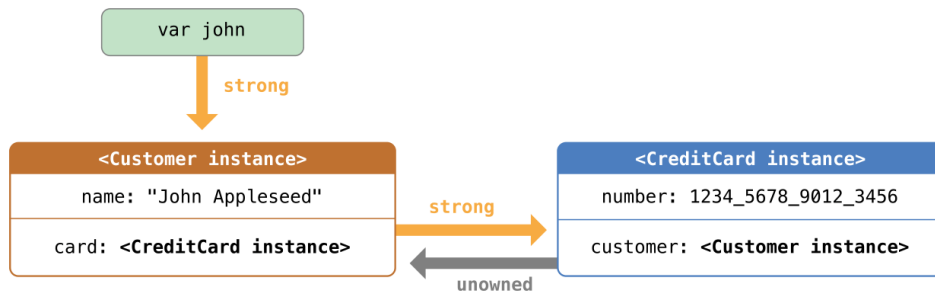 var john
strong
<Customer instance>
name: "John Appleseed"
card: <CreditCard instance>
strong
unowned
<CreditCard instance>
number: 1234_5678_9012_3456
customer: <Customer instance>